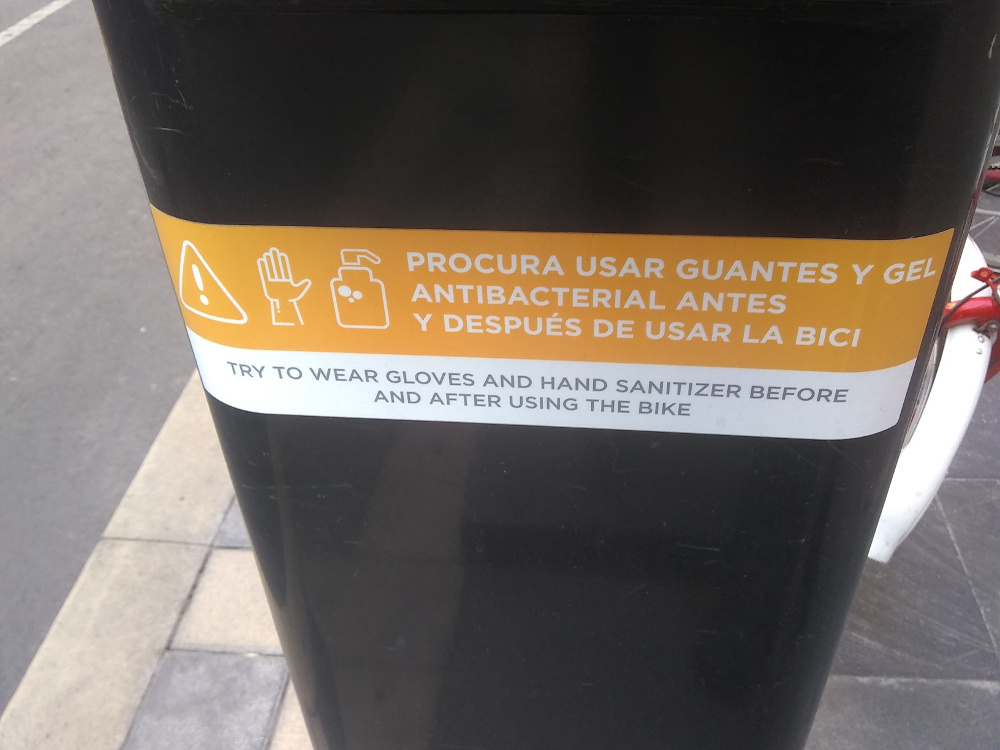 PROCURA USAR GUANTES Y GEL
ANTIBACTERIAL ANTES
Y DESPUÉS DE USAR LA BICI
TRY TO WEAR GLOVES AND HAND SANITIZER BEFORE
AND AFTER USING THE BIKE